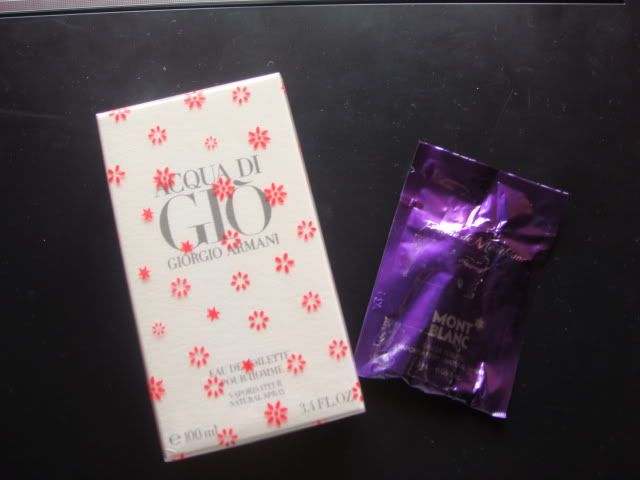 ACQUA DI
GIÒ
GIORGIO ARMANI
EAU DE TOILETTE
POUR HOMME
VAPORISATEUR
NATURAL SPRAY
e 100 ml
3.4 FL.OZ
MONT
BLANC